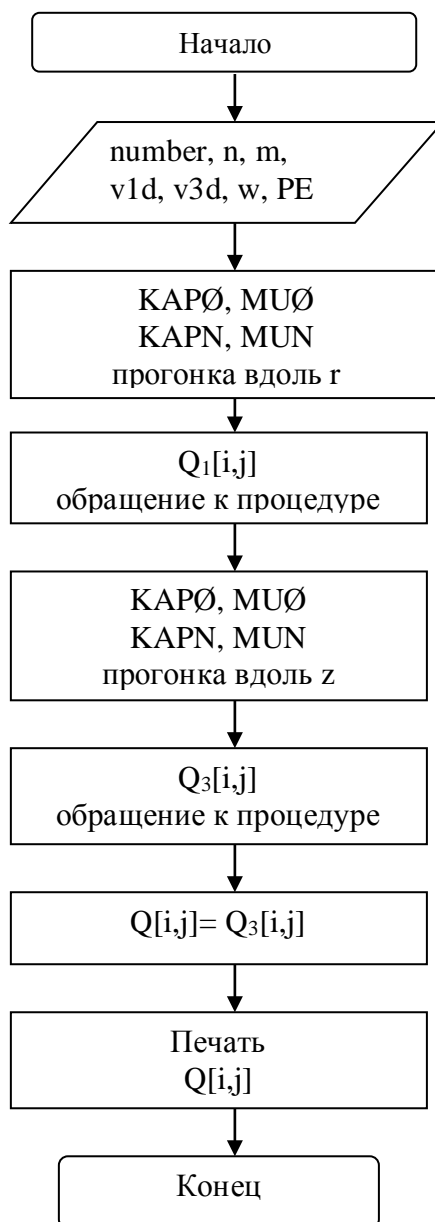 Начало
number, n, m,
v1d, v3d, w, PE
KAPØ, MUØ
KAPN, MUN
прогонка вдоль r
Q₁[i,j]
обращение к процедуре
KAPØ, MUØ
KAPN, MUN
прогонка вдоль z
Q₃[i,j]
обращение к процедуре
Q[i,j]= Q₃[i,j]
Печать
Q[i,j]
Конец